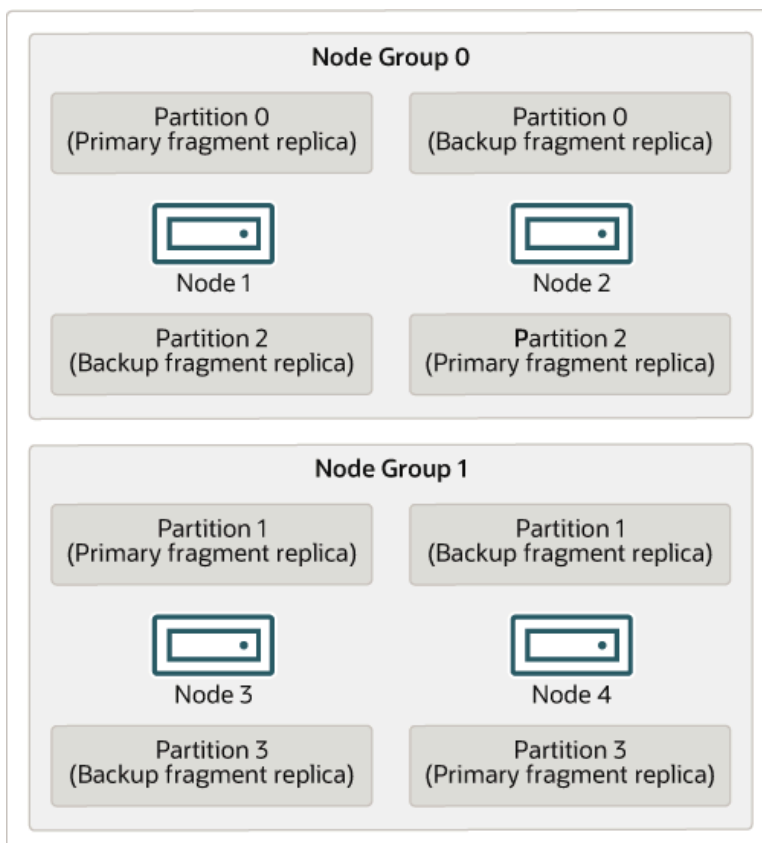 Node Group 0
Partition 0
(Primary fragment replica)
Partition 0
(Backup fragment replica)
Node 1
Node 2
Partition 2
(Backup fragment replica)
Partition 2
(Primary fragment replica)
Node Group 1
Partition 1
(Primary fragment replica)
Partition 1
(Backup fragment replica)
Node 3
Node 4
Partition 3
(Backup fragment replica)
Partition 3
(Primary fragment replica)